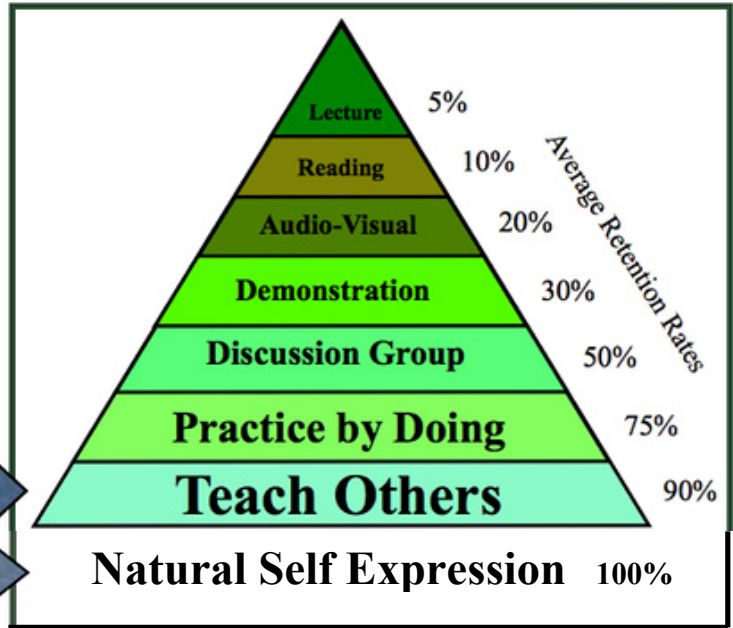 Lecture 5%
Reading 10%
Audio-Visual 20%
Demonstration 30%
Discussion Group 50%
Practice by Doing 75%
Teach Others 90%
Natural Self Expression 100%
Average Retention Rates